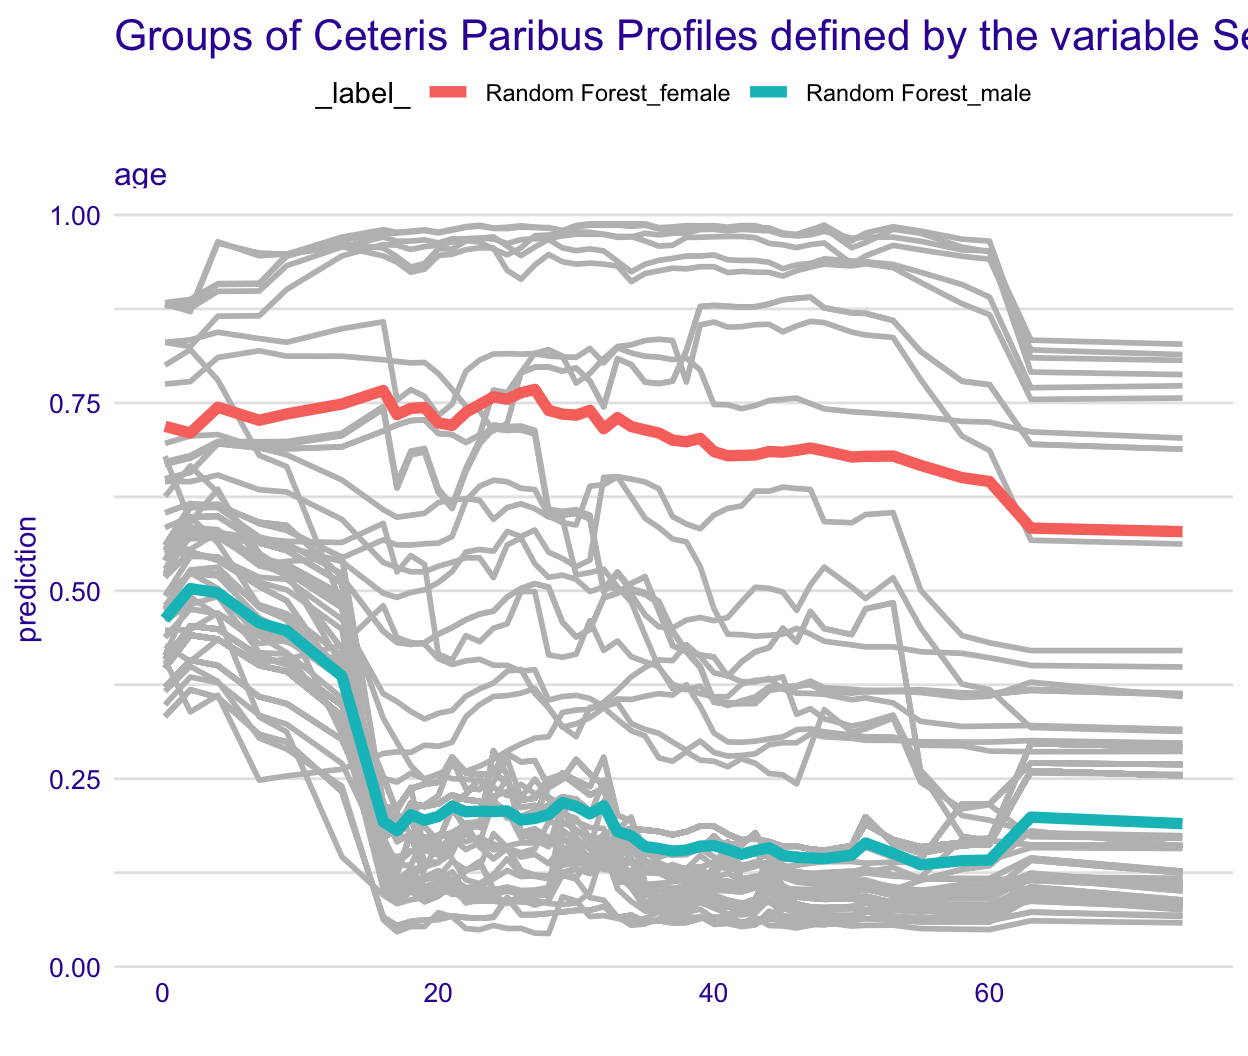 Groups of Ceteris Paribus Profiles defined by the variable Se
_label_ Random Forest_female Random Forest_male
age
1.00
0.75
0.50
0.25
0.00
prediction
0 20 40 60